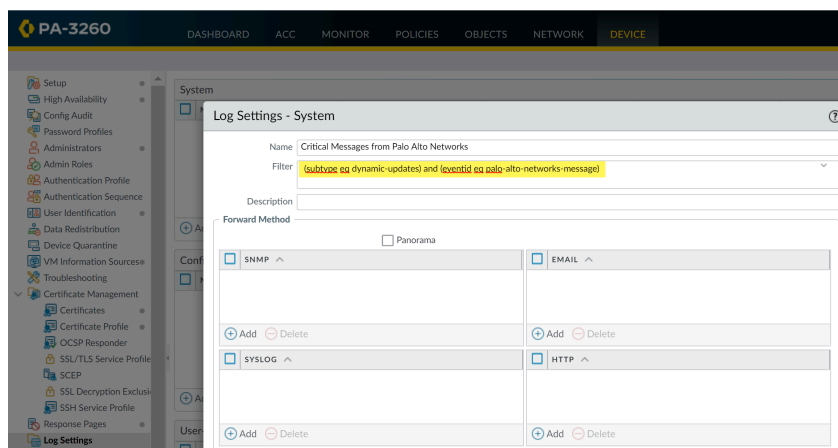 PA-3260
DASHBOARD ACC MONITOR POLICIES OBJECTS NETWORK DEVICE
Setup
High Availability
Config Audit
Password Profiles
Administrators
Admin Roles
Authentication Profile
Authentication Sequence
User Identification
Data Redistribution
Device Quarantine
VM Information Sources
Troubleshooting
Certificate Management
Certificates
Certificate Profile
OCSP Responder
SSL/TLS Service Profile
SCEP
SSL Decryption Exclusi
SSH Service Profile
Response Pages
Log Settings
System
Conf
User-
Log Settings - System
Name Critical Messages from Palo Alto Networks
Filter (subtype eq dynamic-updates) and (eventid eq palo-alto-networks-message)
Description
Forward Method
Panorama
SNMP EMAIL
Add Delete Add Delete
SYSLOG HTTP
Add Delete Add Delete